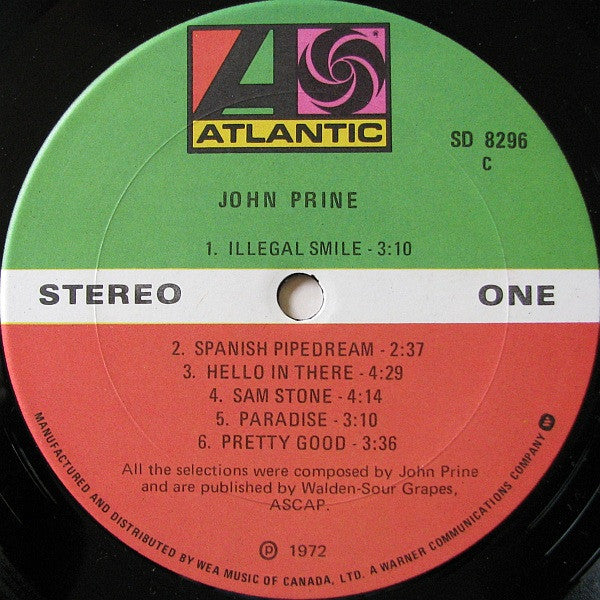 ATLANTIC
SD 8296
C
JOHN PRINE
1. ILLEGAL SMILE - 3:10
STEREO
ONE
2. SPANISH PIPEDREAM - 2:37
3. HELLO IN THERE - 4:29
4. SAM STONE - 4:14
5. PARADISE - 3:10
6. PRETTY GOOD - 3:36
All the selections were composed by John Prine
and are published by Walden-Sour Grapes,
ASCAP.
℗ 1972
MANUFACTURED AND DISTRIBUTED BY WEA MUSIC OF CANADA, LTD. A WARNER COMMUNICATIONS COMPANY